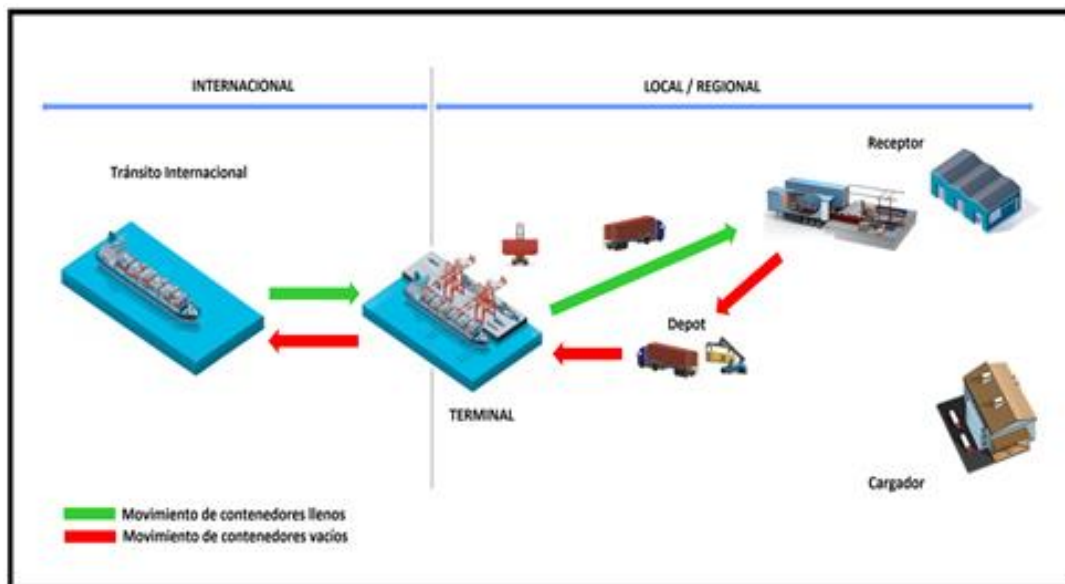 INTERNACIONAL
LOCAL / REGIONAL
Tránsito Internacional
Receptor
Depot
TERMINAL
Cargador
Movimiento de contenedores llenos
Movimiento de contenedores vacíos